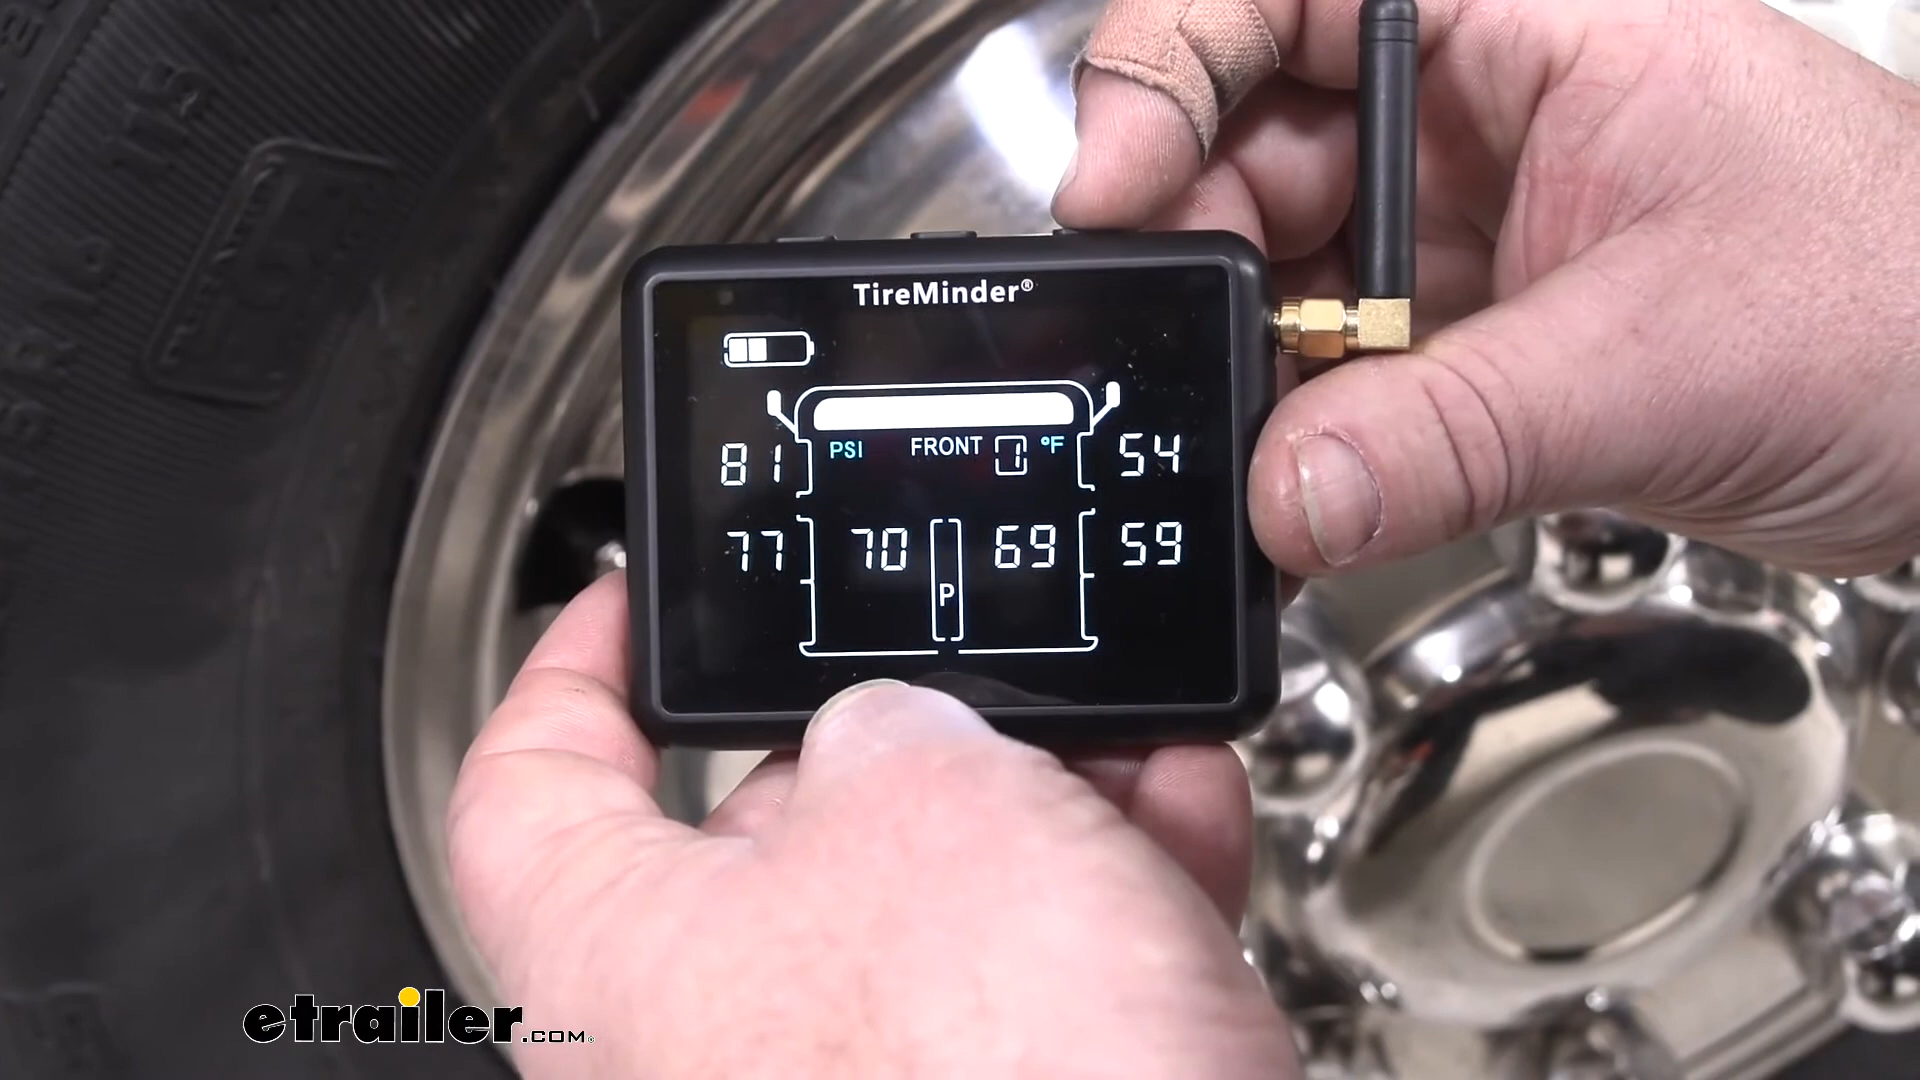 TireMinder®
81 PSI FRONT 1 °F 54
77 70 69 59
P
etrailer.com